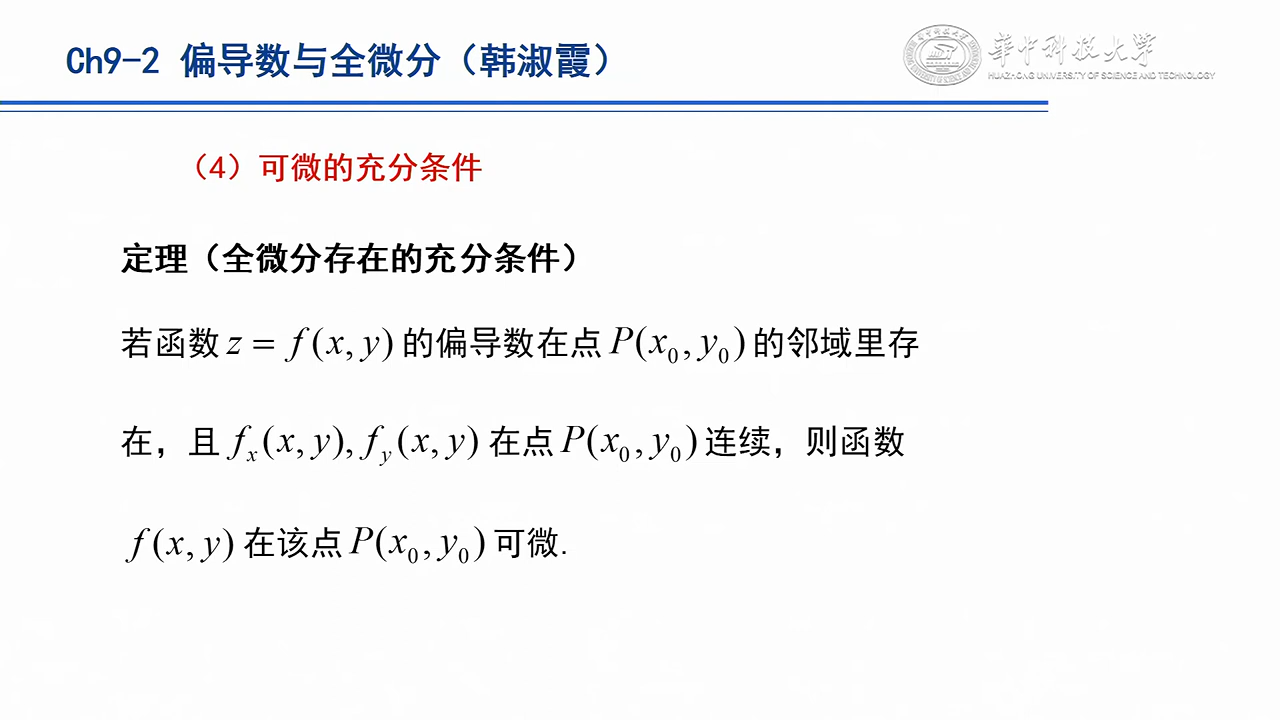 Ch9-2 偏导数与全微分（韩淑霞）
华中科技大学
HUAZHONG UNIVERSITY OF SCIENCE AND TECHNOLOGY
（4）可微的充分条件
定理（全微分存在的充分条件）
若函数 z = f(x, y) 的偏导数在点 P(x₀, y₀) 的邻域里存
在，且 fₓ(x, y), f_y(x, y) 在点 P(x₀, y₀) 连续，则函数
f(x, y) 在该点 P(x₀, y₀) 可微.